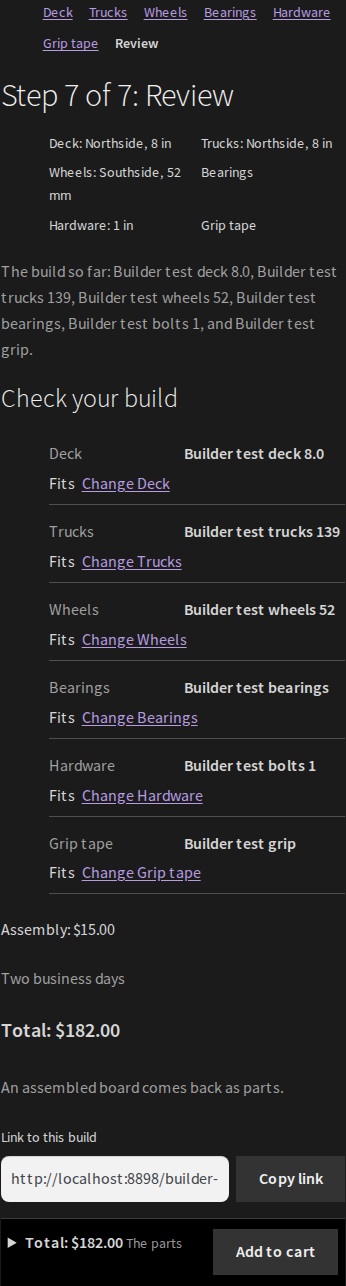 Deck Trucks Wheels Bearings Hardware
Grip tape Review
Step 7 of 7: Review
Deck: Northside, 8 in Trucks: Northside, 8 in
Wheels: Southside, 52 mm Bearings
Hardware: 1 in Grip tape
The build so far: Builder test deck 8.0, Builder test
trucks 139, Builder test wheels 52, Builder test
bearings, Builder test bolts 1, and Builder test
grip.
Check your build
Deck Builder test deck 8.0
Fits Change Deck
Trucks Builder test trucks 139
Fits Change Trucks
Wheels Builder test wheels 52
Fits Change Wheels
Bearings Builder test bearings
Fits Change Bearings
Hardware Builder test bolts 1
Fits Change Hardware
Grip tape Builder test grip
Fits Change Grip tape
Assembly: $15.00
Two business days
Total: $182.00
An assembled board comes back as parts.
Link to this build
http://localhost:8898/builder- Copy link
▶ Total: $182.00 The parts Add to cart